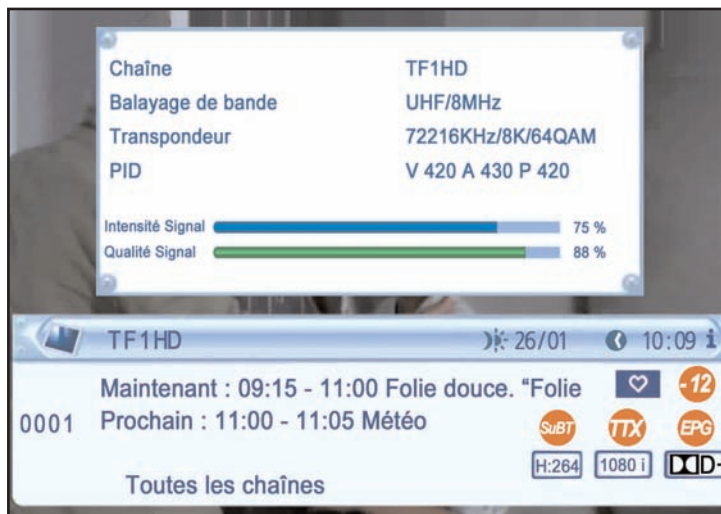 Chaîne TF1HD
Balayage de bande UHF/8MHz
Transpondeur 72216KHz/8K/64QAM
PID V 420 A 430 P 420
Intensité Signal 75 %
Qualité Signal 88 %
TF1HD 26/01 10:09 i
Maintenant : 09:15 - 11:00 Folie douce. “Folie -12
0001 Prochain : 11:00 - 11:05 Météo
SuBT TTX EPG
H:264 1080 i D-
Toutes les chaînes